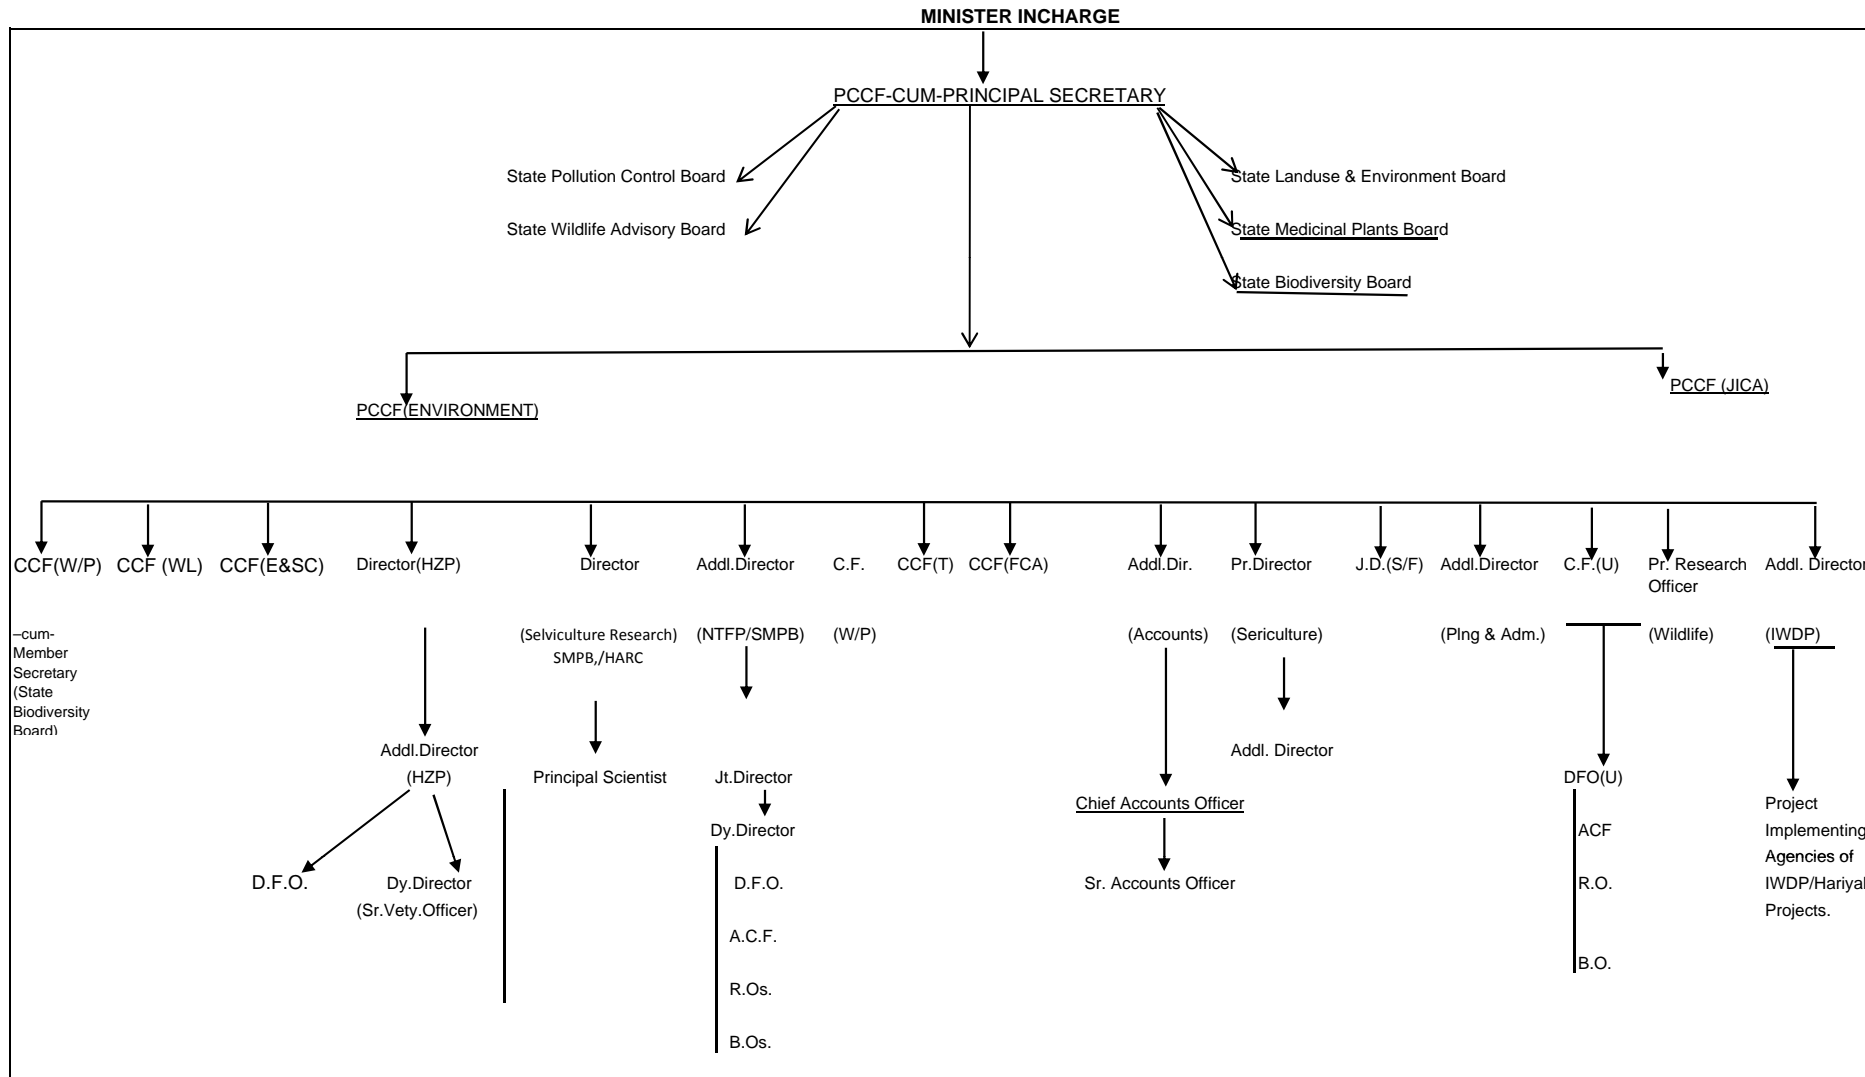 MINISTER INCHARGE
PCCF-CUM-PRINCIPAL SECRETARY
State Pollution Control Board
State Landuse & Environment Board
State Wildlife Advisory Board
State Medicinal Plants Board
State Biodiversity Board
PCCF (JICA)
PCCF(ENVIRONMENT)
CCF(W/P)
–cum-
Member
Secretary
(State
Biodiversity
Board)
CCF (WL)
CCF(E&SC)
Director(HZP)
Addl.Director
(HZP)
D.F.O.
Dy.Director
(Sr.Vety.Officer)
Director
(Selviculture Research)
SMPB,/HARC
Principal Scientist
Addl.Director
(NTFP/SMPB)
Jt.Director
Dy.Director
D.F.O.
A.C.F.
R.Os.
B.Os.
C.F.
(W/P)
CCF(T)
CCF(FCA)
Addl.Dir.
(Accounts)
Chief Accounts Officer
Sr. Accounts Officer
Pr.Director
(Sericulture)
Addl. Director
J.D.(S/F)
Addl.Director
(Plng & Adm.)
C.F.(U)
DFO(U)
ACF
R.O.
B.O.
Pr. Research
Officer
(Wildlife)
Addl. Director
(IWDP)
Project
Implementing
Agencies of
IWDP/Hariyal
Projects.